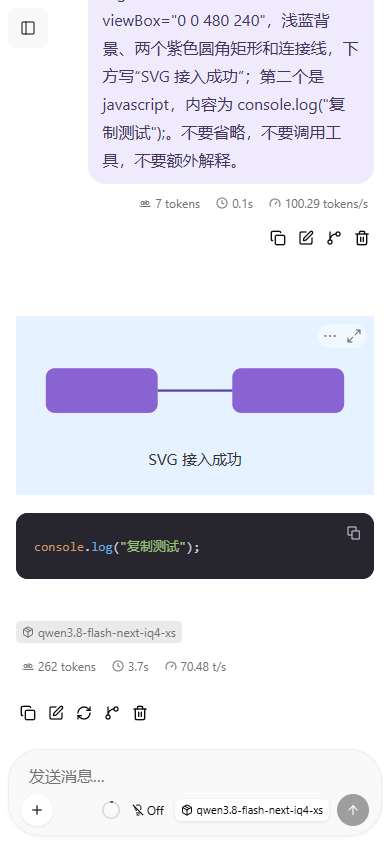 viewBox="0 0 480 240"，浅蓝背
景、两个紫色圆角矩形和连接线，下
方写“SVG 接入成功”；第二个是
javascript，内容为 console.log("复
制测试");。不要省略，不要调用工
具，不要额外解释。
7 tokens 0.1s 100.29 tokens/s
SVG 接入成功
console.log("复制测试");
qwen3.8-flash-next-iq4-xs
262 tokens 3.7s 70.48 t/s
发送消息...
Off qwen3.8-flash-next-iq4-xs